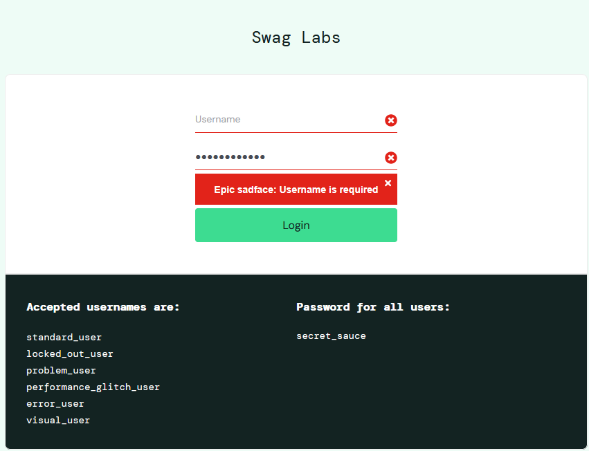 Swag Labs
Username
••••••••••••
Epic sadface: Username is required
Login
Accepted usernames are:
standard_user
locked_out_user
problem_user
performance_glitch_user
error_user
visual_user
Password for all users:
secret_sauce